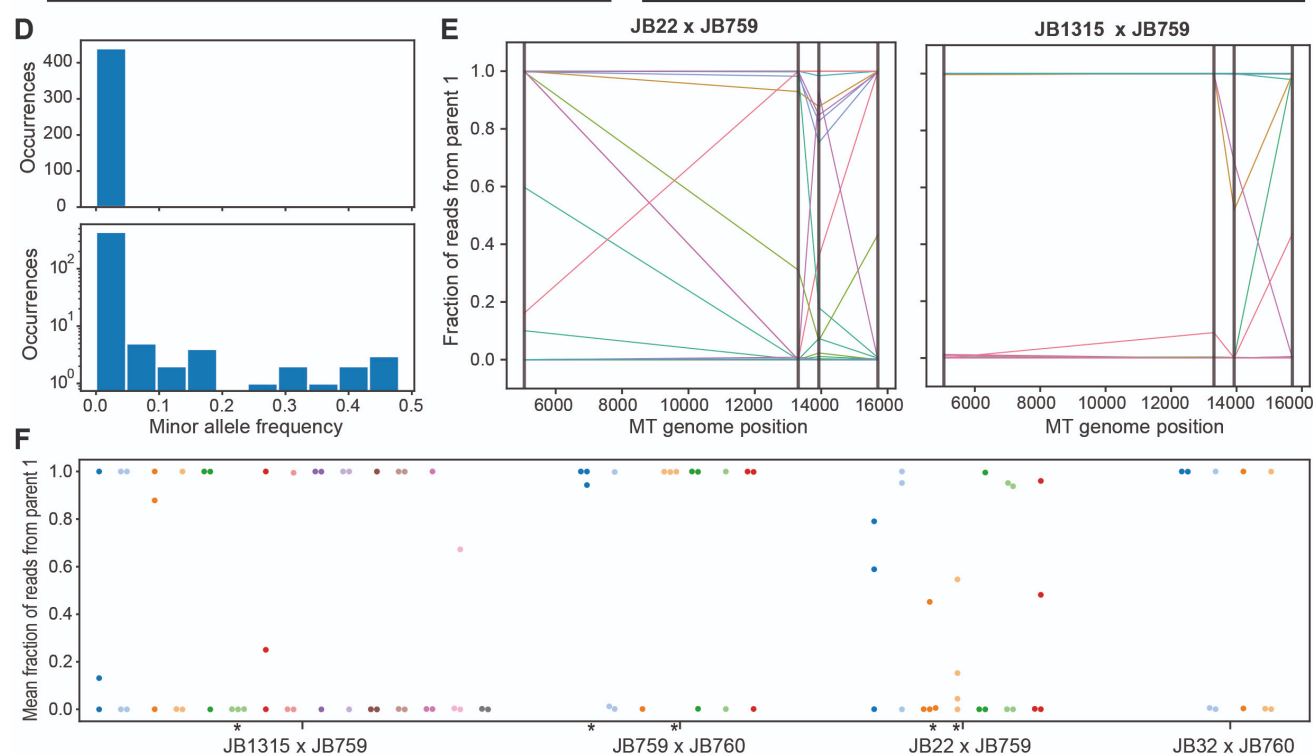 D
Occurrences
400
300
200
100
0
Occurrences
10²
10¹
10⁰
0.0 0.1 0.2 0.3 0.4 0.5
Minor allele frequency
E
JB22 x JB759
Fraction of reads from parent 1
1.0
0.8
0.6
0.4
0.2
0.0
6000 8000 10000 12000 14000 16000
MT genome position
JB1315 x JB759
6000 8000 10000 12000 14000 16000
MT genome position
F
Mean fraction of reads from parent 1
1.0
0.8
0.6
0.4
0.2
0.0
* * * * *
JB1315 x JB759 JB759 x JB760 JB22 x JB759 JB32 x JB760